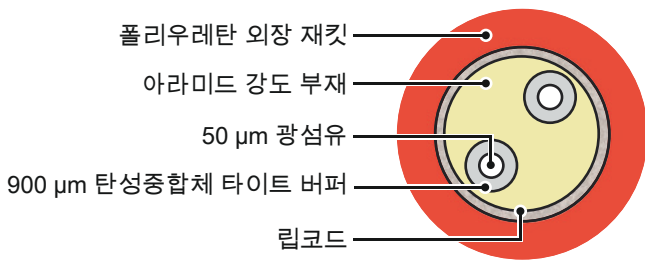 폴리우레탄 외장 재킷
아라미드 강도 부재
50 µm 광섬유
900 µm 탄성중합체 타이트 버퍼
립코드